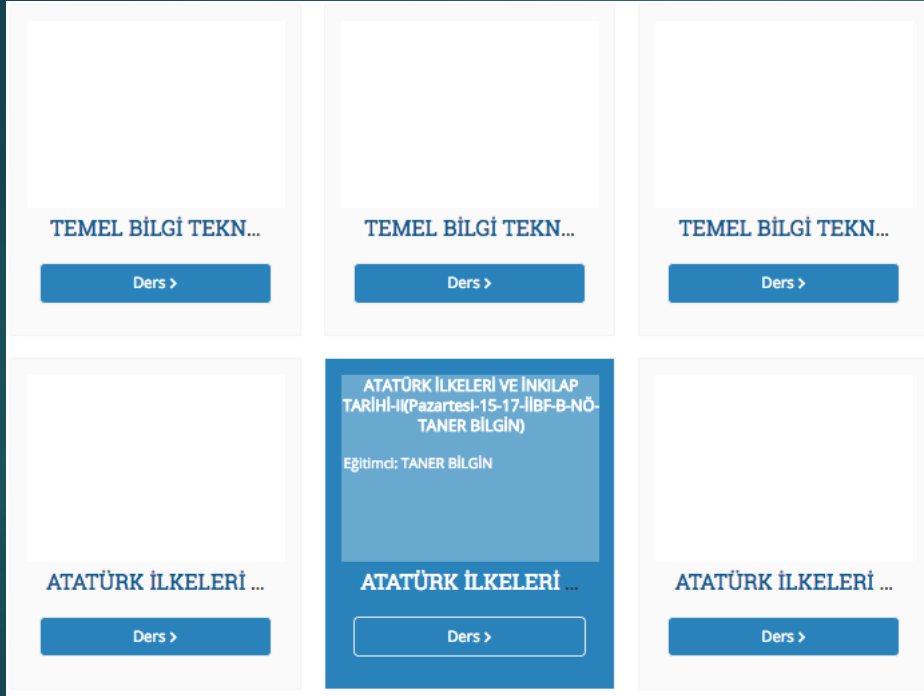 TEMEL BİLGİ TEKN...
TEMEL BİLGİ TEKN...
TEMEL BİLGİ TEKN...
Ders >
Ders >
Ders >
ATATÜRK İLKELERİ VE İNKILAP
TARİHİ-II(Pazartesi-15-17-İİBF-B-NÖ-
TANER BİLGİN)
Eğitimci: TANER BİLGİN
ATATÜRK İLKELERİ ...
ATATÜRK İLKELERİ ...
ATATÜRK İLKELERİ ...
Ders >
Ders >
Ders >